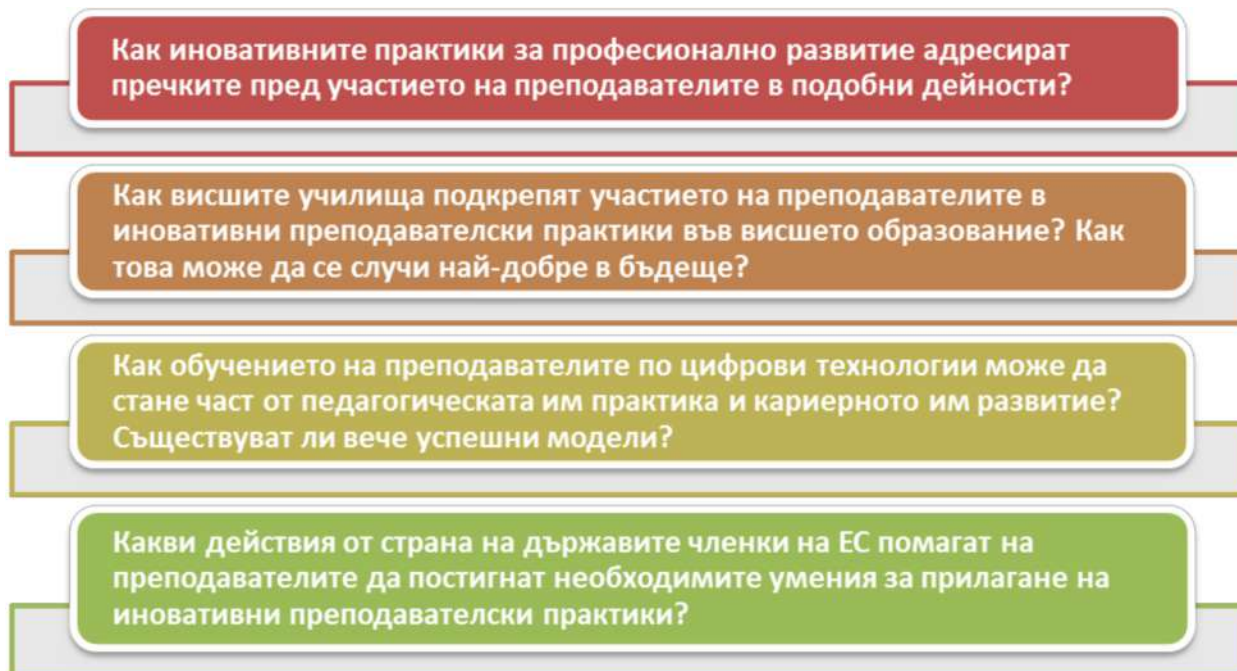 Как иновативните практики за професионално развитие адресират
пречките пред участието на преподавателите в подобни дейности?
Как висшите училища подкрепят участието на преподавателите в
иновативни преподавателски практики във висшето образование? Как
това може да се случи най-добре в бъдеще?
Как обучението на преподавателите по цифрови технологии може да
стане част от педагогическата им практика и кариерното им развитие?
Съществуват ли вече успешни модели?
Какви действия от страна на държавите членки на ЕС помагат на
преподавателите да постигнат необходимите умения за прилагане на
иновативни преподавателски практики?